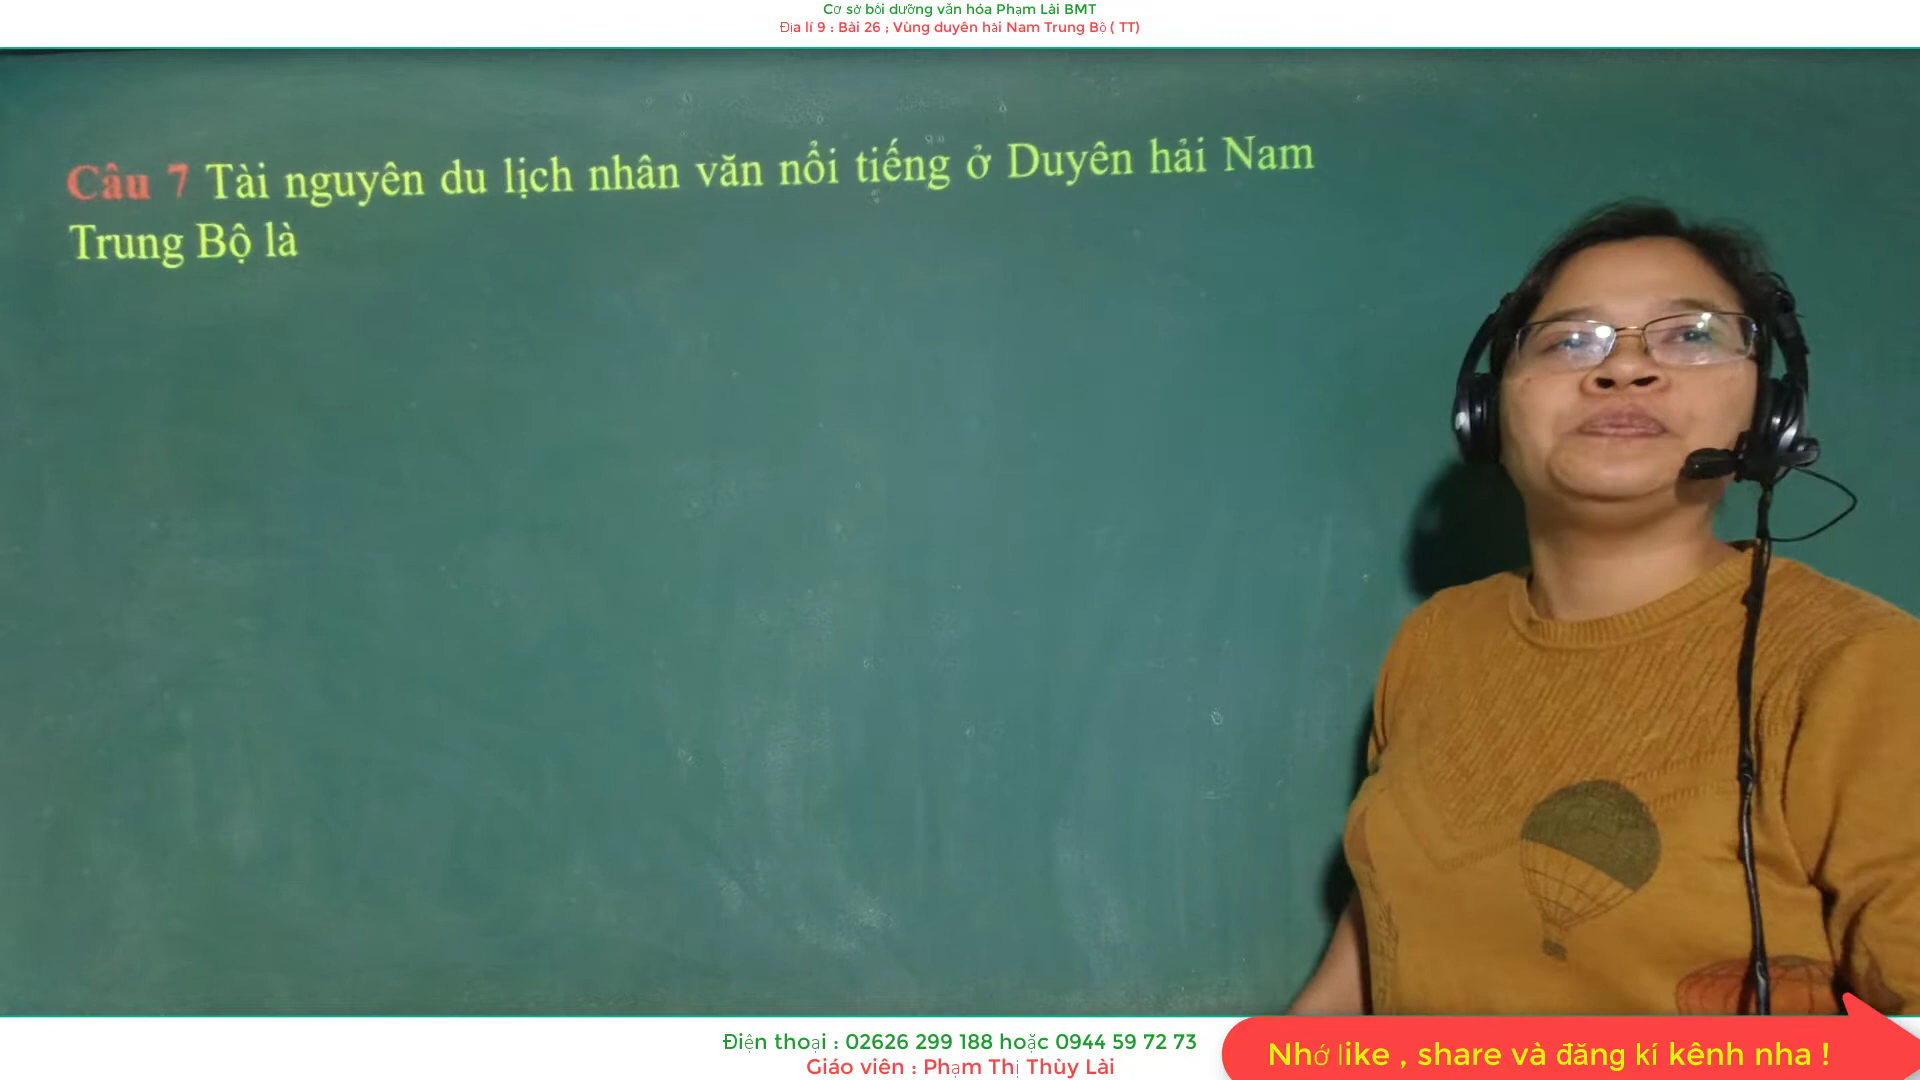 Cơ sở bồi dưỡng văn hóa Phạm Lài BMT
Địa lí 9 : Bài 26 ; Vùng duyên hải Nam Trung Bộ ( TT)
Câu 7 Tài nguyên du lịch nhân văn nổi tiếng ở Duyên hải Nam
Trung Bộ là
Điện thoại : 02626 299 188 hoặc 0944 59 72 73
Giáo viên : Phạm Thị Thùy Lài
Nhớ like , share và đăng kí kênh nha !